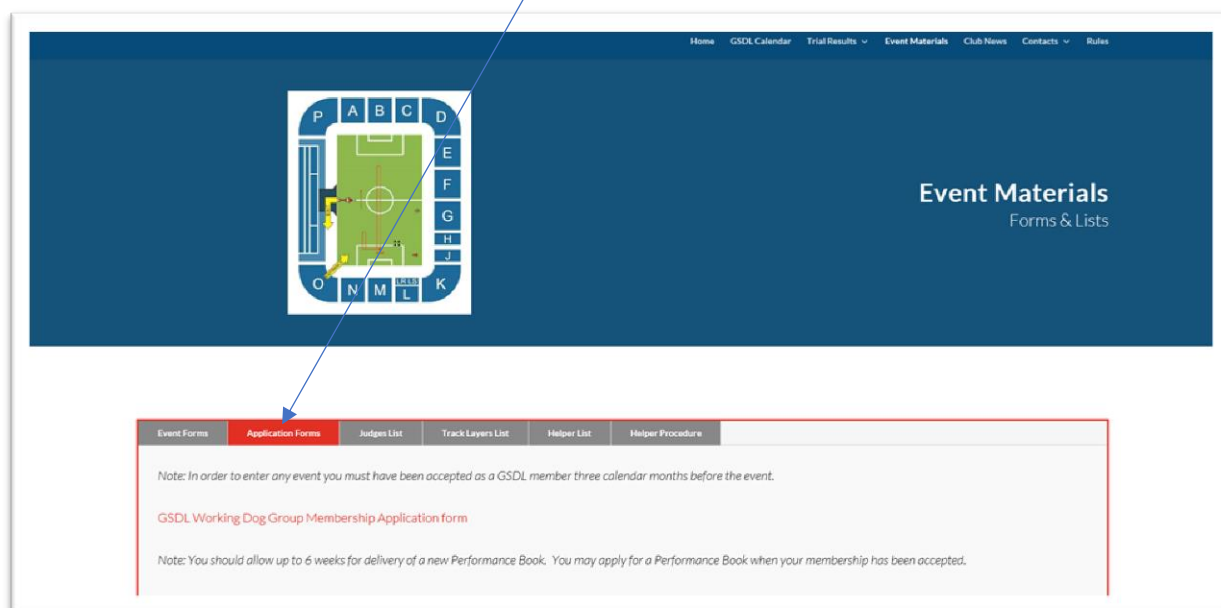 Home GSDL Calendar Trial Results Event Materials Club News Contacts Rules
P A B C D
E
F
G
H
J
O N M L K
Event Materials
Forms & Lists
Event Forms Application Forms Judges List Track Layers List Helper List Helper Procedure
Note: In order to enter any event you must have been accepted as a GSDL member three calendar months before the event.
GSDL Working Dog Group Membership Application form
Note: You should allow up to 6 weeks for delivery of a new Performance Book. You may apply for a Performance Book when your membership has been accepted.